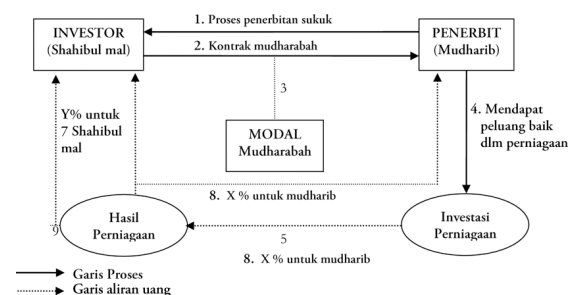 1. Proses penerbitan sukuk
INVESTOR
(Shahibul mal)
PENERBIT
(Mudharib)
2. Kontrak mudharabah
3
Y% untuk
7 Shahibul
mal
4. Mendapat
peluang baik
dlm perniagaan
MODAL
Mudharabah
8. X % untuk mudharib
Hasil
Perniagaan
Investasi
Perniagaan
9
5
8. X % untuk mudharib
Garis Proses
Garis aliran uang